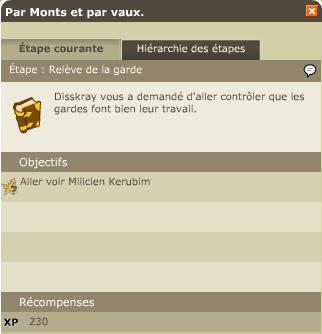 Par Monts et par vaux.
Étape courante
Hiérarchie des étapes
Étape : Relève de la garde
Disskray vous a demandé d'aller contrôler que les
gardes font bien leur travail.
Objectifs
Aller voir Milicien Kerubim
Récompenses
XP 230